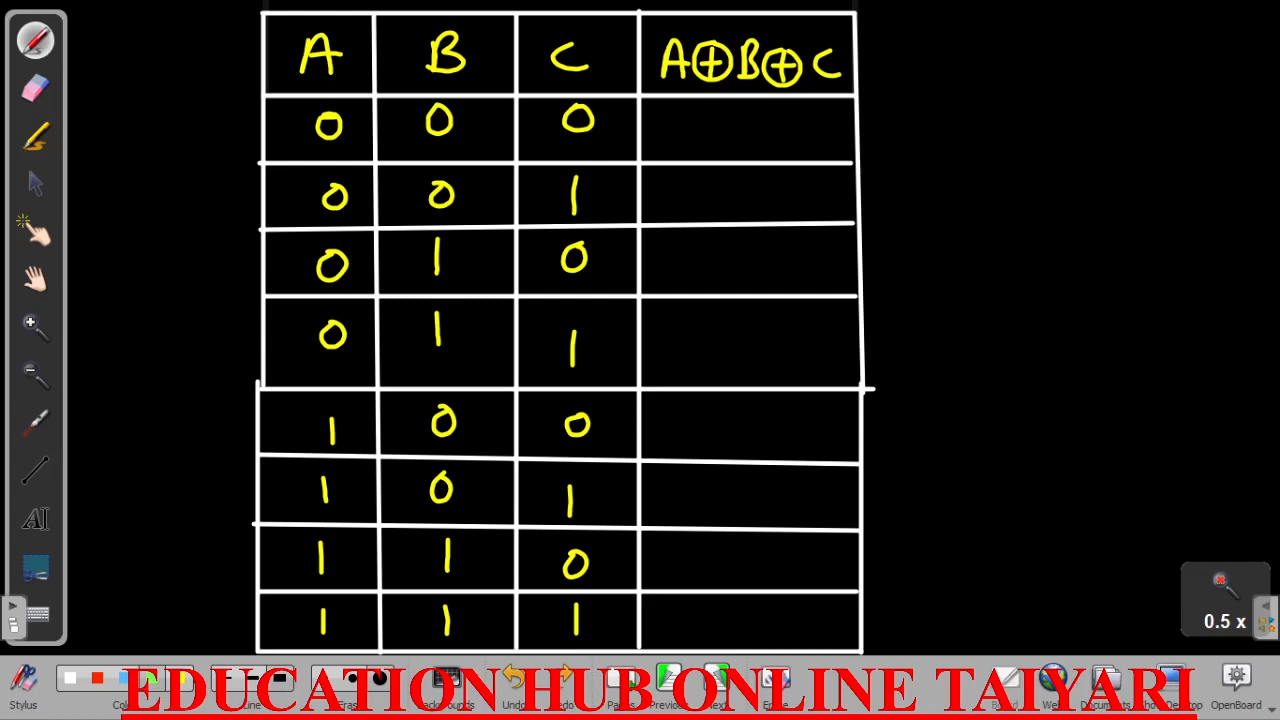 A B C A⊕B⊕C
0 0 0
0 0 1
0 1 0
0 1 1
1 0 0
1 0 1
1 1 0
1 1 1
AI
0.5 x
EDUCATION HUB ONLINE TAIYARI
Stylus
OpenBoard